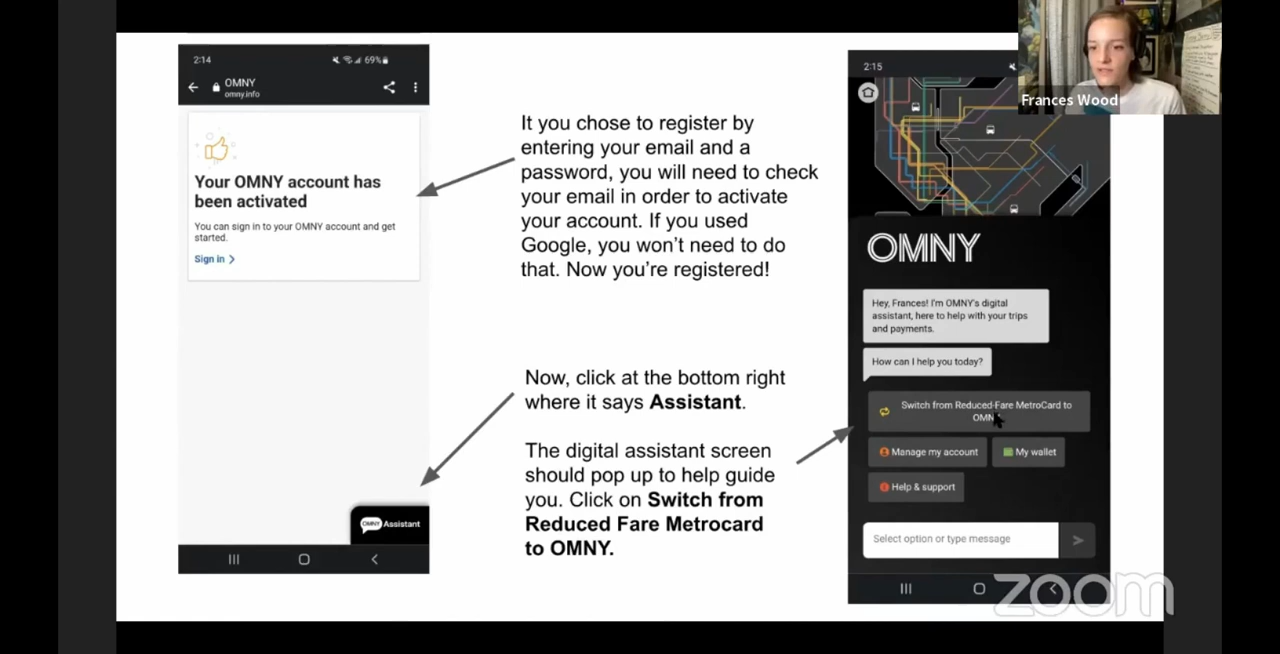 2:14
69%
OMNY
omny.info
Your OMNY account has
been activated
You can sign in to your OMNY account and get
started.
Sign in >
OMNY Assistant
It you chose to register by
entering your email and a
password, you will need to check
your email in order to activate
your account. If you used
Google, you won't need to do
that. Now you're registered!
Now, click at the bottom right
where it says Assistant.
The digital assistant screen
should pop up to help guide
you. Click on Switch from
Reduced Fare Metrocard
to OMNY.
2:15
OMNY
Hey, Frances! I'm OMNY's digital
assistant, here to help with your trips
and payments.
How can I help you today?
Switch from Reduced-Fare MetroCard to
OMNY
Manage my account
My wallet
Help & support
Select option or type message
Frances Wood
zoom